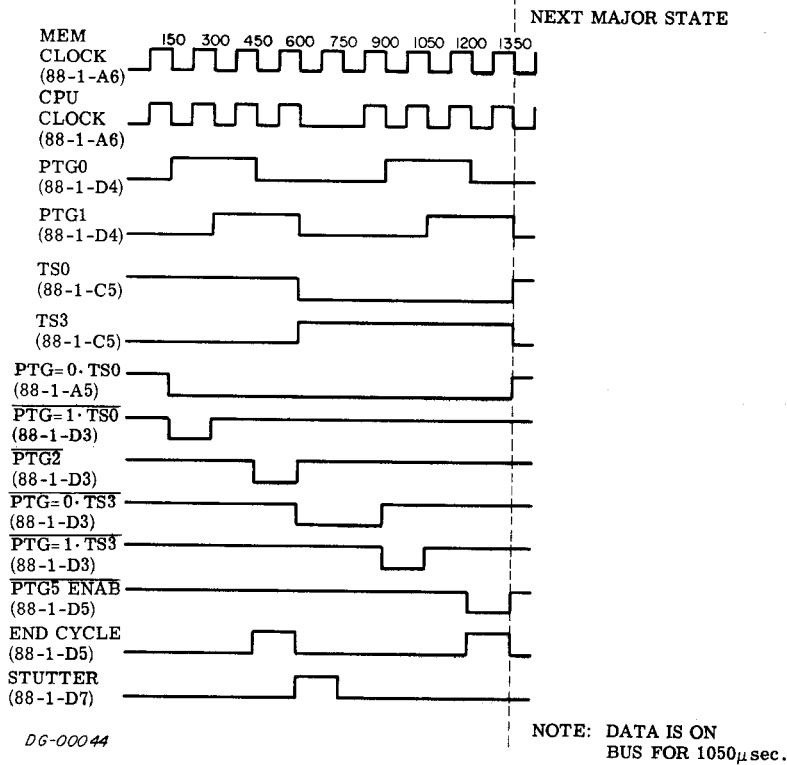 NEXT MAJOR STATE
MEM
CLOCK
(88-1-A6)
150 300 450 600 750 900 1050 1200 1350
CPU
CLOCK
(88-1-A6)
PTG0
(88-1-D4)
PTG1
(88-1-D4)
TS0
(88-1-C5)
TS3
(88-1-C5)
PTG=0·TS0
(88-1-A5)
PTG=1·TS0
(88-1-D3)
PTG2
(88-1-D3)
PTG=0·TS3
(88-1-D3)
PTG=1·TS3
(88-1-D3)
PTG5 ENAB
(88-1-D5)
END CYCLE
(88-1-D5)
STUTTER
(88-1-D7)
DG-00044
NOTE: DATA IS ON
BUS FOR 1050μsec.